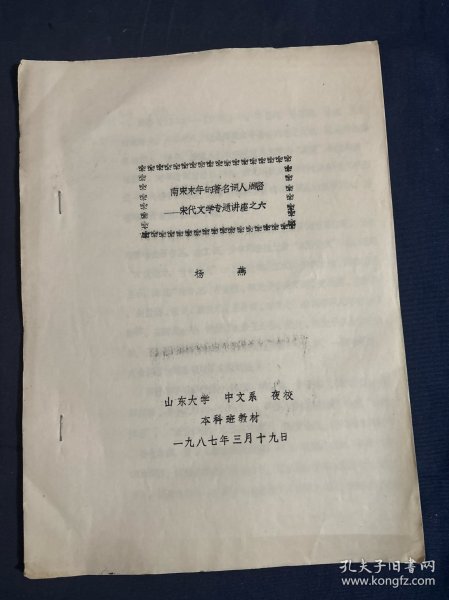 南宋末年的著名词人成就
——宋代文学专题讲座之六
杨 燕
山东大学 中文系 夜校
本科班教材
一九八七年三月十九日
孔夫子旧书网
www.kongfz.com